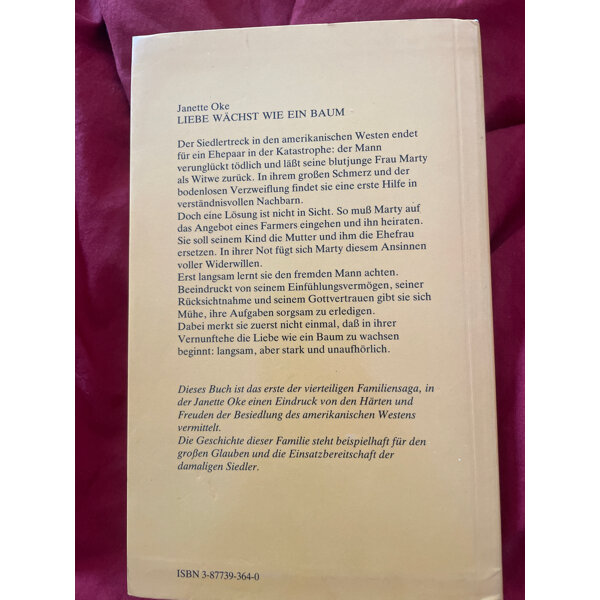 Janette Oke
LIEBE WÄCHST WIE EIN BAUM
Der Siedlertreck in den amerikanischen Westen endet
für ein Ehepaar in der Katastrophe: der Mann
verunglückt tödlich und läßt seine blutjunge Frau Marty
als Witwe zurück. In ihrem großen Schmerz und der
bodenlosen Verzweiflung findet sie eine erste Hilfe in
verständnisvollen Nachbarn.
Doch eine Lösung ist nicht in Sicht. So muß Marty auf
das Angebot eines Farmers eingehen und ihn heiraten.
Sie soll seinem Kind die Mutter und ihm die Ehefrau
ersetzen. In ihrer Not fügt sich Marty diesem Ansinnen
voller Widerwillen.
Erst langsam lernt sie den fremden Mann achten.
Beeindruckt von seinem Einfühlungsvermögen, seiner
Rücksichtnahme und seinem Gottvertrauen gibt sie sich
Mühe, ihre Aufgaben sorgsam zu erledigen.
Dabei merkt sie zuerst nicht einmal, daß in ihrer
Vernunftehe die Liebe wie ein Baum zu wachsen
beginnt: langsam, aber stark und unaufhörlich.
Dieses Buch ist das erste der vierteiligen Familiensaga, in
der Janette Oke einen Eindruck von den Härten und
Freuden der Besiedlung des amerikanischen Westens
vermittelt.
Die Geschichte dieser Familie steht beispielhaft für den
großen Glauben und die Einsatzbereitschaft der
damaligen Siedler.
ISBN 3-87739-364-0